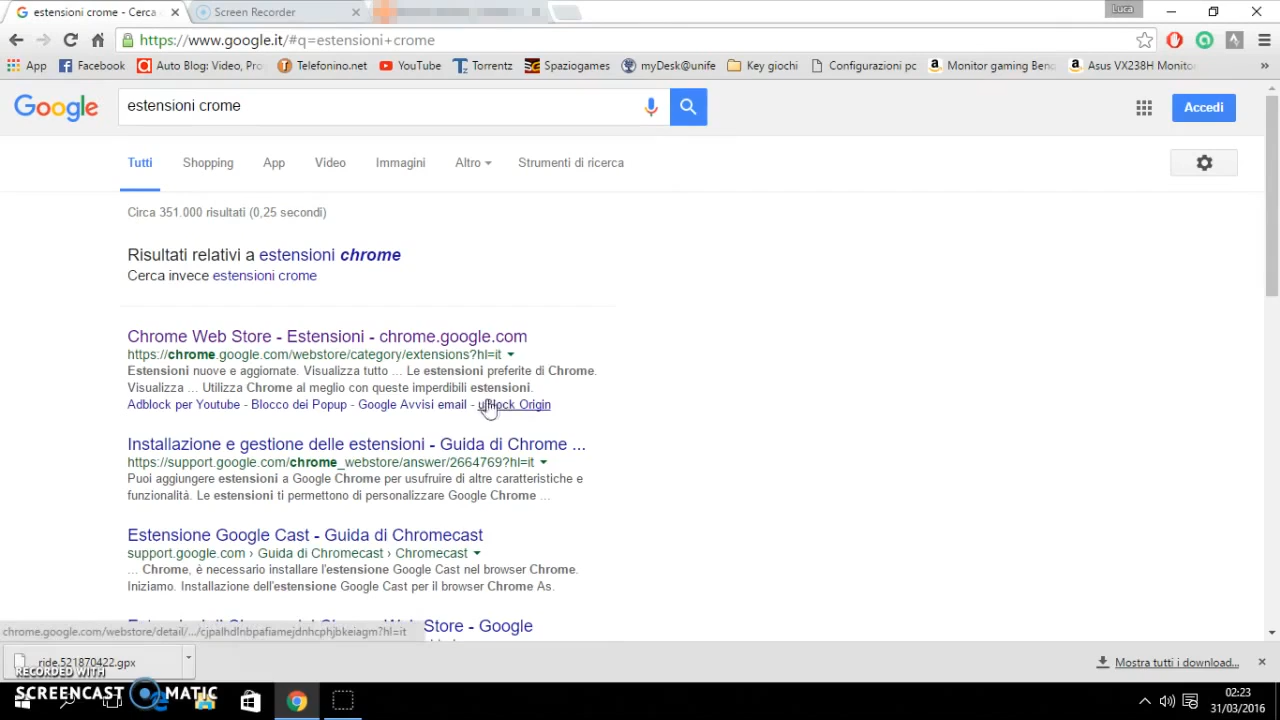 estensioni crome - Cerca
Screen Recorder
Luca
https://www.google.it/#q=estensioni+crome
App
Facebook
Auto Blog: Video, Pro
Telefonino.net
YouTube
Torrentz
Spaziogames
myDesk@unife
Key giochi
Configurazioni pc
Monitor gaming Ben
Asus VX238H Monito
»
Google
estensioni crome
Accedi
Tutti
Shopping
App
Video
Immagini
Altro
Strumenti di ricerca
Circa 351.000 risultati (0,25 secondi)
Risultati relativi a estensioni chrome
Cerca invece estensioni crome
Chrome Web Store - Estensioni - chrome.google.com
https://chrome.google.com/webstore/category/extensions?hl=it
Estensioni nuove e aggiornate. Visualizza tutto ... Le estensioni preferite di Chrome.
Visualizza ... Utilizza Chrome al meglio con queste imperdibili estensioni.
Adblock per Youtube - Blocco dei Popup - Google Avvisi email - uBlock Origin
Installazione e gestione delle estensioni - Guida di Chrome ...
https://support.google.com/chrome_webstore/answer/2664769?hl=it
Puoi aggiungere estensioni a Google Chrome per usufruire di altre caratteristiche e
funzionalità. Le estensioni ti permettono di personalizzare Google Chrome ...
Estensione Google Cast - Guida di Chromecast
support.google.com › Guida di Chromecast › Chromecast
... Chrome, è necessario installare l'estensione Google Cast nel browser Chrome.
Iniziamo. Installazione dell'estensione Google Cast per il browser Chrome As.
Web Store - Google
chrome.google.com/webstore/detail/.../cjpalhdlnbpafiamejdnhcphjbkeiagm?hl=it
ride.521870422.gpx
Mostra tutti i download...
RECORDED WITH
SCREENCAST MATIC
02:23
31/03/2016